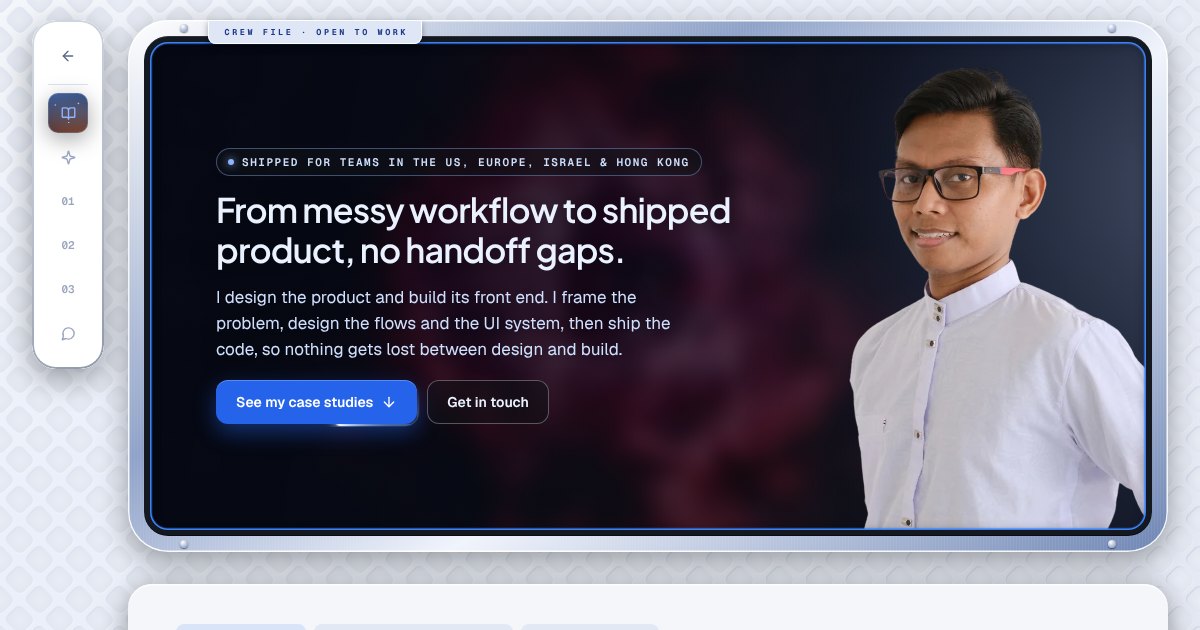 CREW FILE · OPEN TO WORK
SHIPPED FOR TEAMS IN THE US, EUROPE, ISRAEL & HONG KONG
From messy workflow to shipped
product, no handoff gaps.
I design the product and build its front end. I frame the
problem, design the flows and the UI system, then ship the
code, so nothing gets lost between design and build.
See my case studies
Get in touch
01
02
03